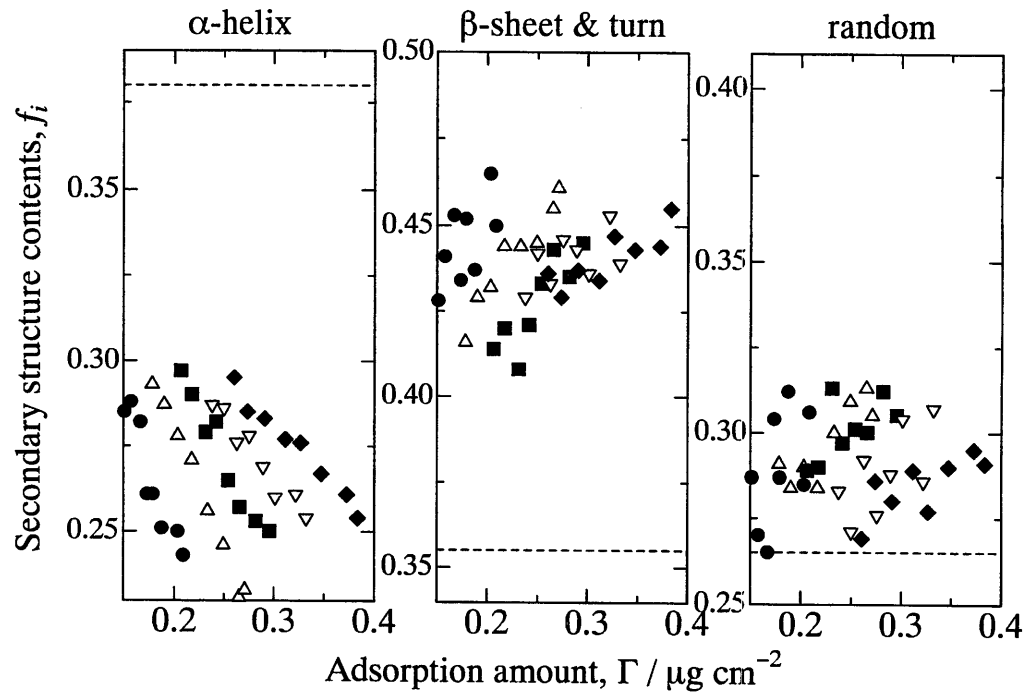 α-helix
β-sheet & turn
random
Secondary structure contents, fᵢ
0.35
0.30
0.25
0.50
0.45
0.40
0.35
0.40
0.35
0.30
0.25
0.2 0.3 0.4
0.2 0.3 0.4
0.2 0.3 0.4
Adsorption amount, Γ / μg cm⁻²